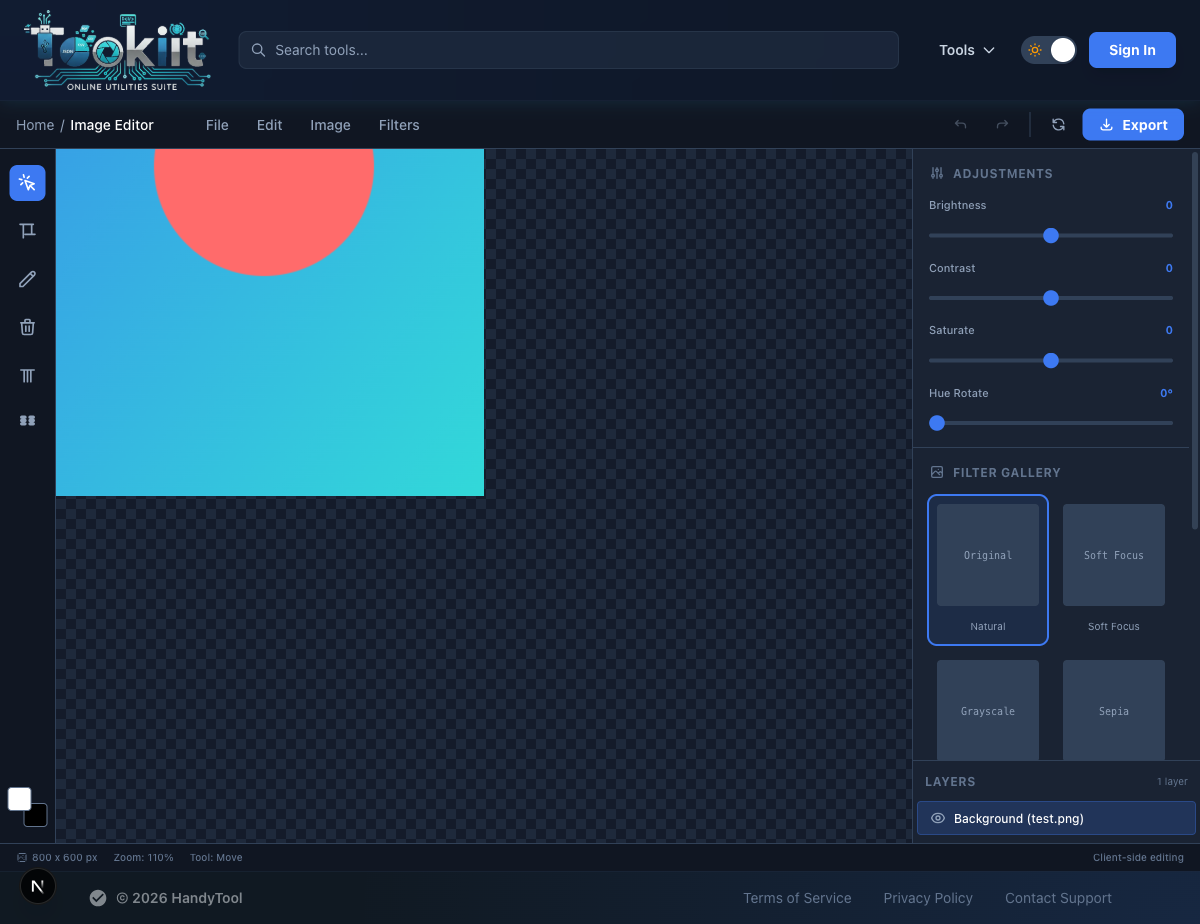 Tookiit
ONLINE UTILITIES SUITE
Search tools...
Tools
Sign In
Home / Image Editor
File
Edit
Image
Filters
Export
ADJUSTMENTS
Brightness 0
Contrast 0
Saturate 0
Hue Rotate 0°
FILTER GALLERY
Original
Soft Focus
Natural
Soft Focus
Grayscale
Sepia
LAYERS
1 layer
Background (test.png)
800 x 600 px
Zoom: 110%
Tool: Move
Client-side editing
N
© 2026 HandyTool
Terms of Service
Privacy Policy
Contact Support